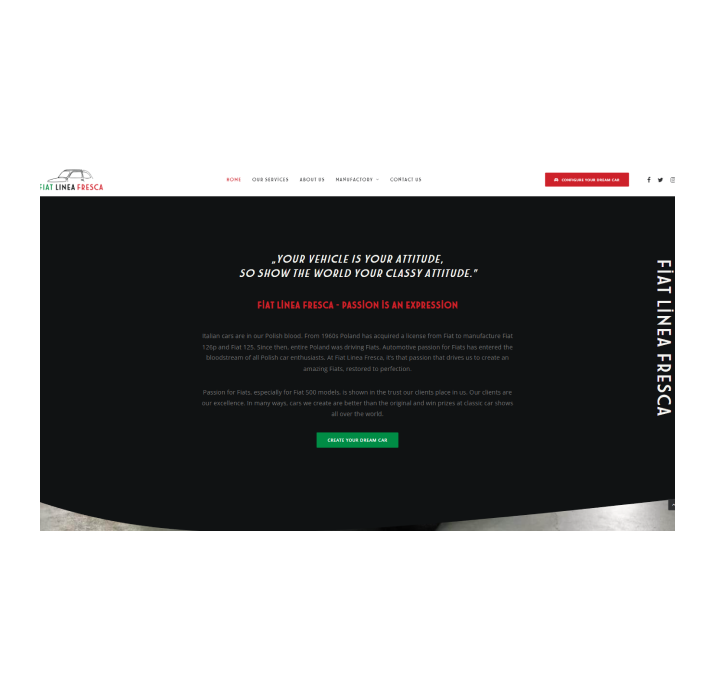 FIAT LINEA FRESCA
HOME OUR SERVICES ABOUT US MANUFACTORY CONTACT US
CONFIGURE YOUR DREAM CAR
„YOUR VEHICLE IS YOUR ATTITUDE,
SO SHOW THE WORLD YOUR CLASSY ATTITUDE.”
FIAT LINEA FRESCA - PASSION IS AN EXPRESSION
Italian cars are in our Polish blood. From 1960s Poland has acquired a license from Fiat to manufacture Fiat
126p and Fiat 125. Since then, entire Poland was driving Fiats. Automotive passion for Fiats has entered the
bloodstream of all Polish car enthusiasts. At Fiat Linea Fresca, it's that passion that drives us to create an
amazing Fiats, restored to perfection.
Passion for Fiats, especially for Fiat 500 models, is shown in the trust our clients place in us. Our clients are
our excellence. In many ways, cars we create are better than the original and win prizes at classic car shows
all over the world.
CREATE YOUR DREAM CAR
FIAT LINEA FRESCA